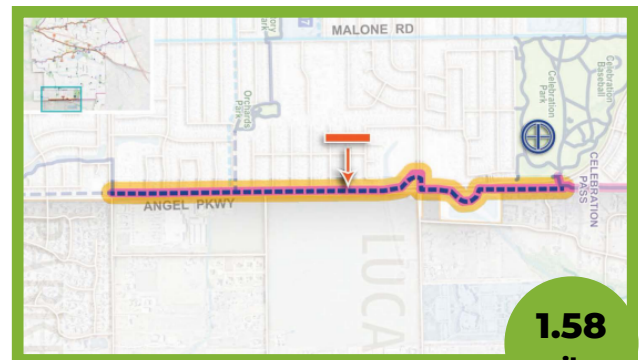 MALONE RD
Orchards
Park
Celebration
Park
Celebration
Baseball
CELEBRATION
PASS
ANGEL PKWY
LUCA
1.58